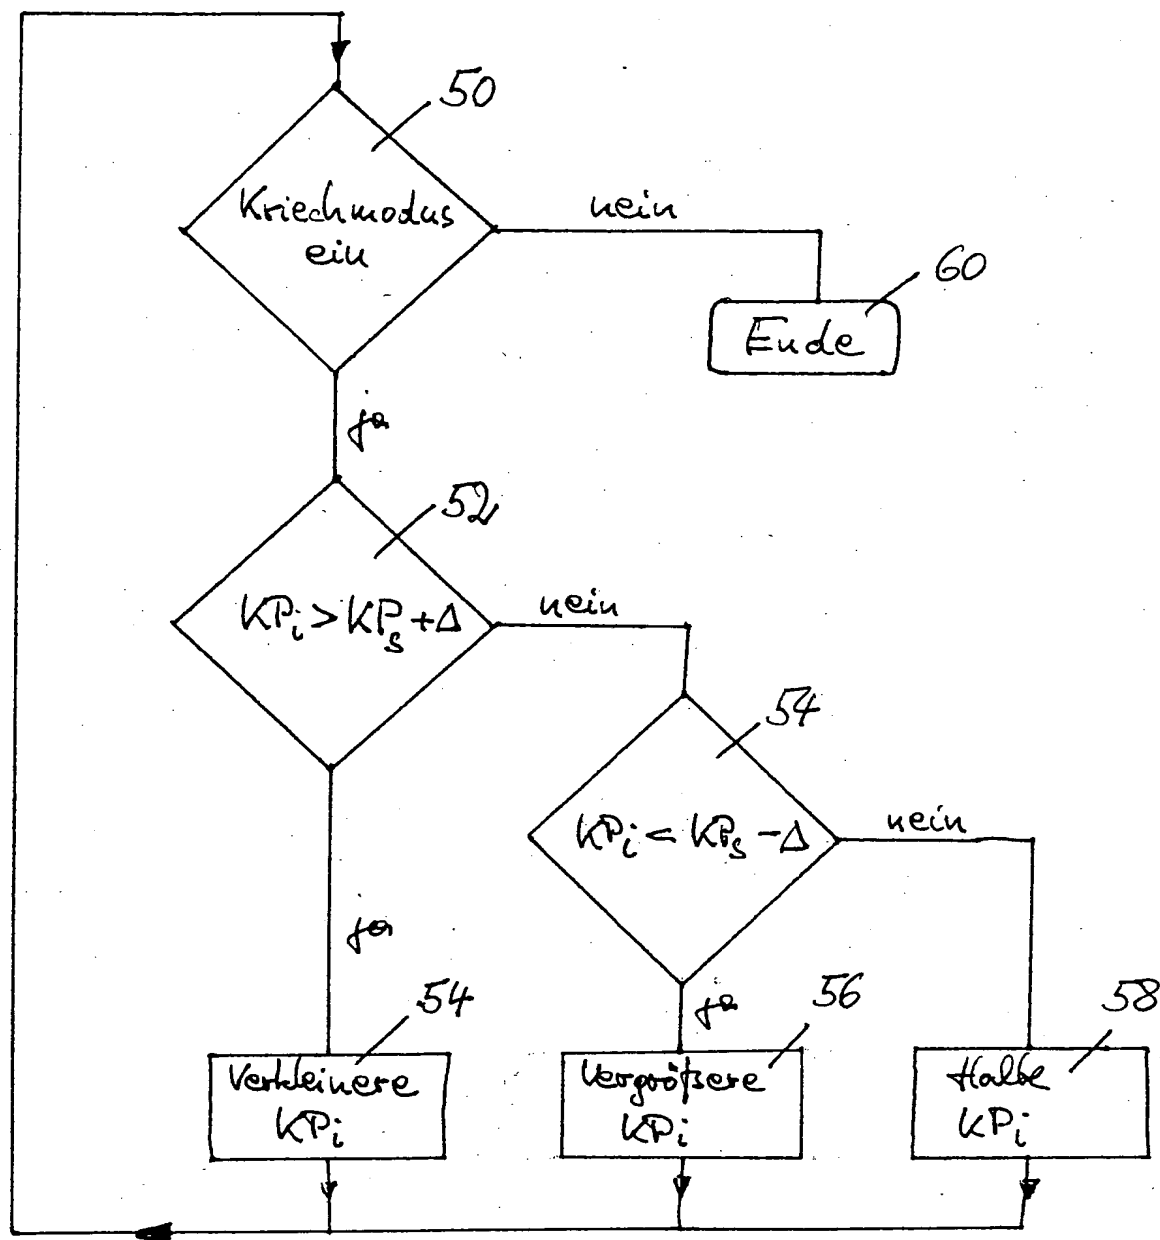 50
Kriechmodus
ein
nein
60
Ende
ja
52
KPi > KPs + Δ
nein
54
KPi < KPs - Δ
nein
ja
54
Verkleinere
KPi
ja
56
Vergrößere
KPi
58
Halte
KPi